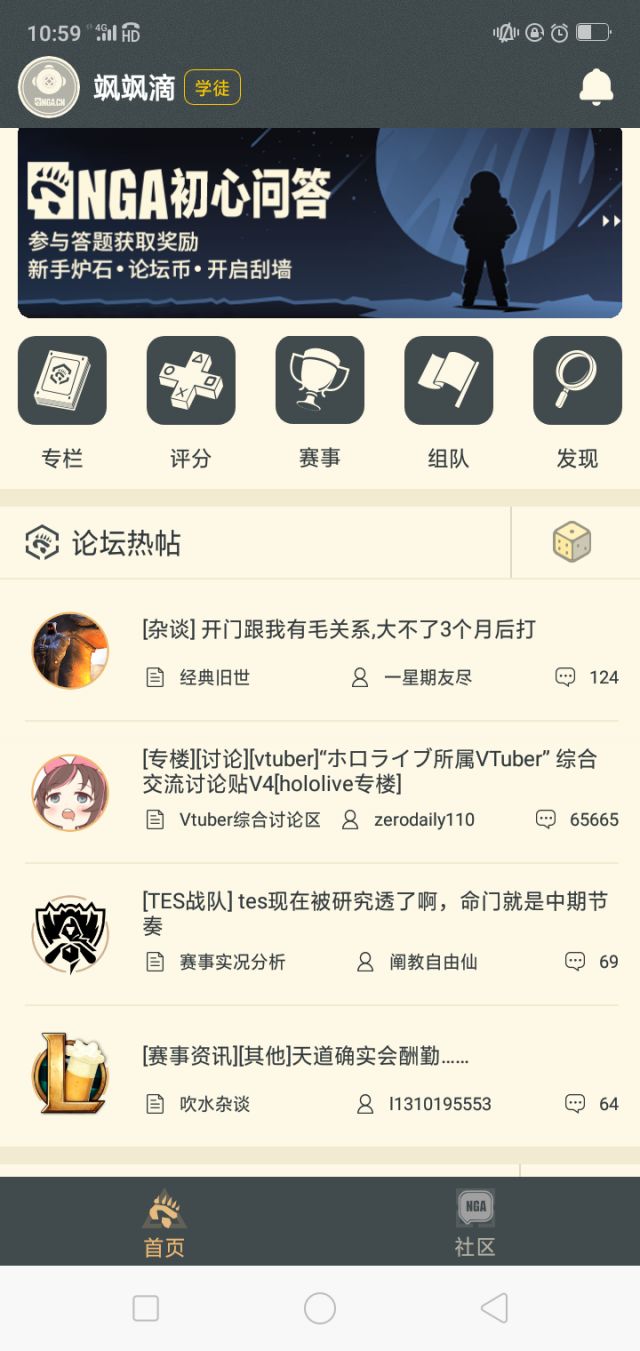 10:59 4G HD
飒飒滴 学徒
NGA.CN
NGA初心问答
参与答题获取奖励
新手炉石•论坛币•开启刮墙
专栏 评分 赛事 组队 发现
论坛热帖
[杂谈] 开门跟我有毛关系,大不了3个月后打
经典旧世 一星期友尽 124
[专楼][讨论][vtuber]“ホロライブ所属VTuber” 综合
交流讨论贴V4[hololive专楼]
Vtuber综合讨论区 zerodaily110 65665
[TES战队] tes现在被研究透了啊，命门就是中期节
奏
赛事实况分析 阐教自由仙 69
[赛事资讯][其他]天道确实会酬勤……
吹水杂谈 l1310195553 64
NGA
首页 社区